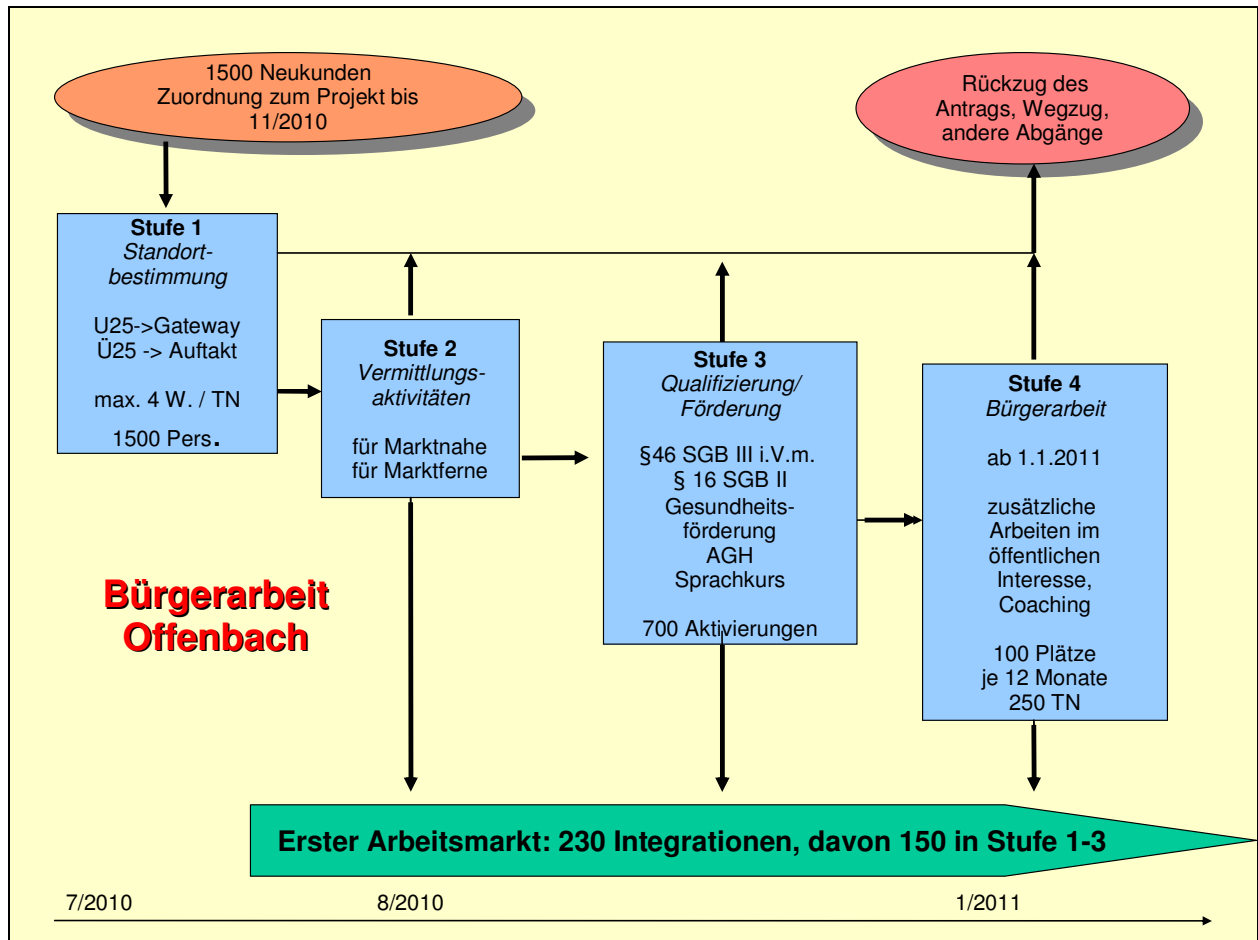 1500 Neukunden
Zuordnung zum Projekt bis
11/2010
Rückzug des
Antrags, Wegzug,
andere Abgänge
Stufe 1
Standort-
bestimmung
U25->Gateway
Ü25 -> Auftakt
max. 4 W. / TN
1500 Pers.
Stufe 2
Vermittlungs-
aktivitäten
für Marktnahe
für Marktferne
Stufe 3
Qualifizierung/
Förderung
§46 SGB III i.V.m.
§ 16 SGB II
Gesundheits-
förderung
AGH
Sprachkurs
700 Aktivierungen
Stufe 4
Bürgerarbeit
ab 1.1.2011
zusätzliche
Arbeiten im
öffentlichen
Interesse,
Coaching
100 Plätze
je 12 Monate
250 TN
Bürgerarbeit
Offenbach
Erster Arbeitsmarkt: 230 Integrationen, davon 150 in Stufe 1-3
7/2010
8/2010
1/2011